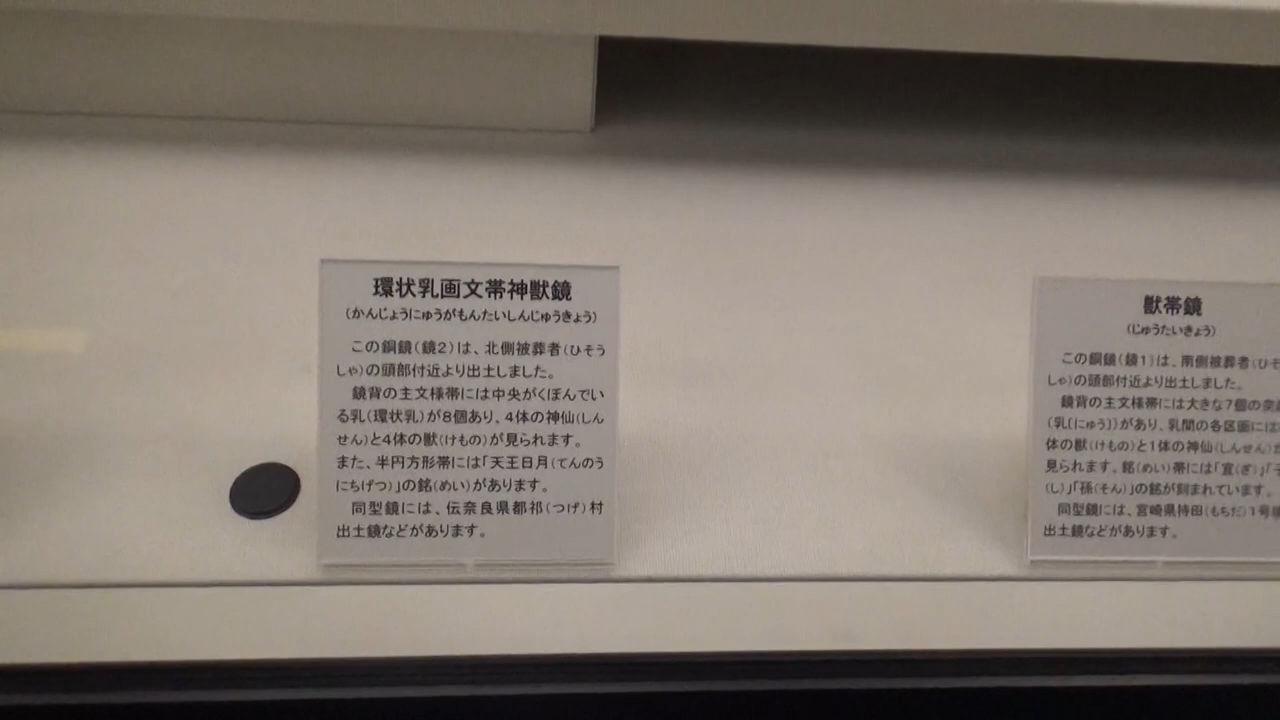 環状乳画文帯神獣鏡
(かんじょうにゅうがもんたいしんじゅうきょう)
この銅鏡(鏡2)は、北側被葬者(ひそう
しゃ)の頭部付近より出土しました。
鏡背の主文様帯には中央がくぼんでい
る乳(環状乳)が8個あり、4体の神仙(しん
せん)と4体の獣(けもの)が見られます。
また、半円方形帯には「天王日月(てんのう
にちげつ)」の銘(めい)があります。
同型鏡には、伝奈良県都祁(つげ)村
出土鏡などがあります。
獣帯鏡
(じゅうたいきょう)
この銅鏡(鏡1)は、南側被葬者(ひそ
しゃ)の頭部付近より出土しました。
鏡背の主文様帯には大きな7個の突
(乳[にゅう])があり、乳間の各区画には
体の獣(けもの)と1体の神仙(しんせん)
見られます。銘(めい)帯には「宜(ぎ)」「子
(し)」「孫(そん)」の銘が刻まれています。
同型鏡には、宮崎県持田(もちだ)1号
出土鏡などがあります。